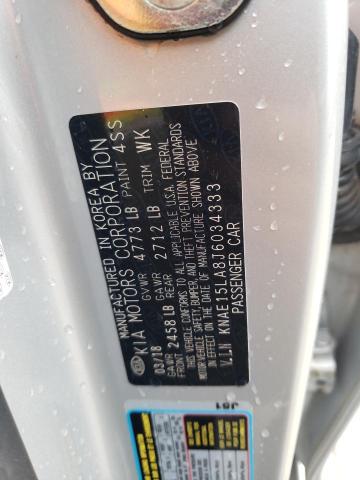 MANUFACTURED IN KOREA BY
KIA MOTORS CORPORATION
03/18 GVWR 4773 LB PAINT 4SS
GAWR FRONT 2458 LB GAWR REAR 2712 LB TRIM WK
THIS VEHICLE CONFORMS TO ALL APPLICABLE U.S.A. FEDERAL
MOTOR VEHICLE SAFETY, BUMPER, AND THEFT PREVENTION STANDARDS
IN EFFECT ON THE DATE OF MANUFACTURE SHOWN ABOVE
V.I.N KNAE15LA8J6034333
PASSENGER CAR
J51